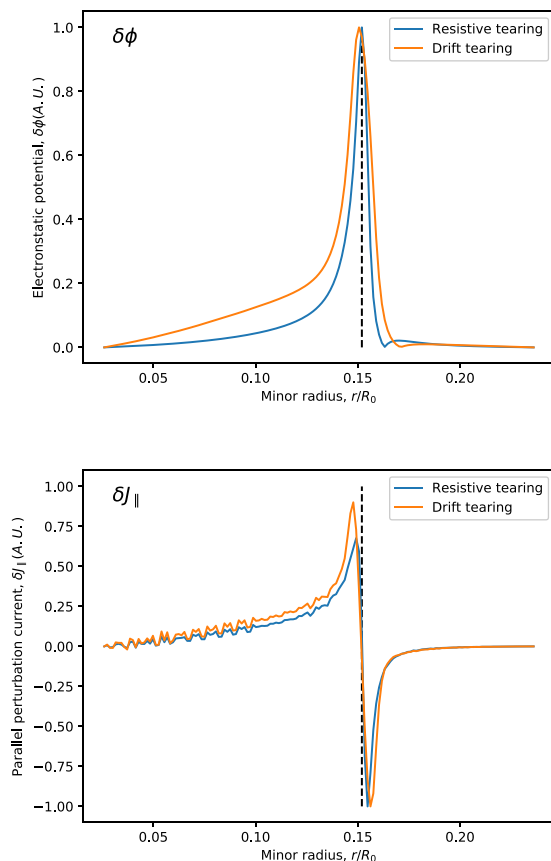 δϕ
Resistive tearing
Drift tearing
Electronstatic potential, δϕ(A.U.)
1.0
0.8
0.6
0.4
0.2
0.0
0.05
0.10
0.15
0.20
Minor radius, r/R₀
δJ∥
Resistive tearing
Drift tearing
Parallel perturbation current, δJ∥(A.U.)
1.00
0.75
0.50
0.25
0.00
−0.25
−0.50
−0.75
−1.00
0.05
0.10
0.15
0.20
Minor radius, r/R₀